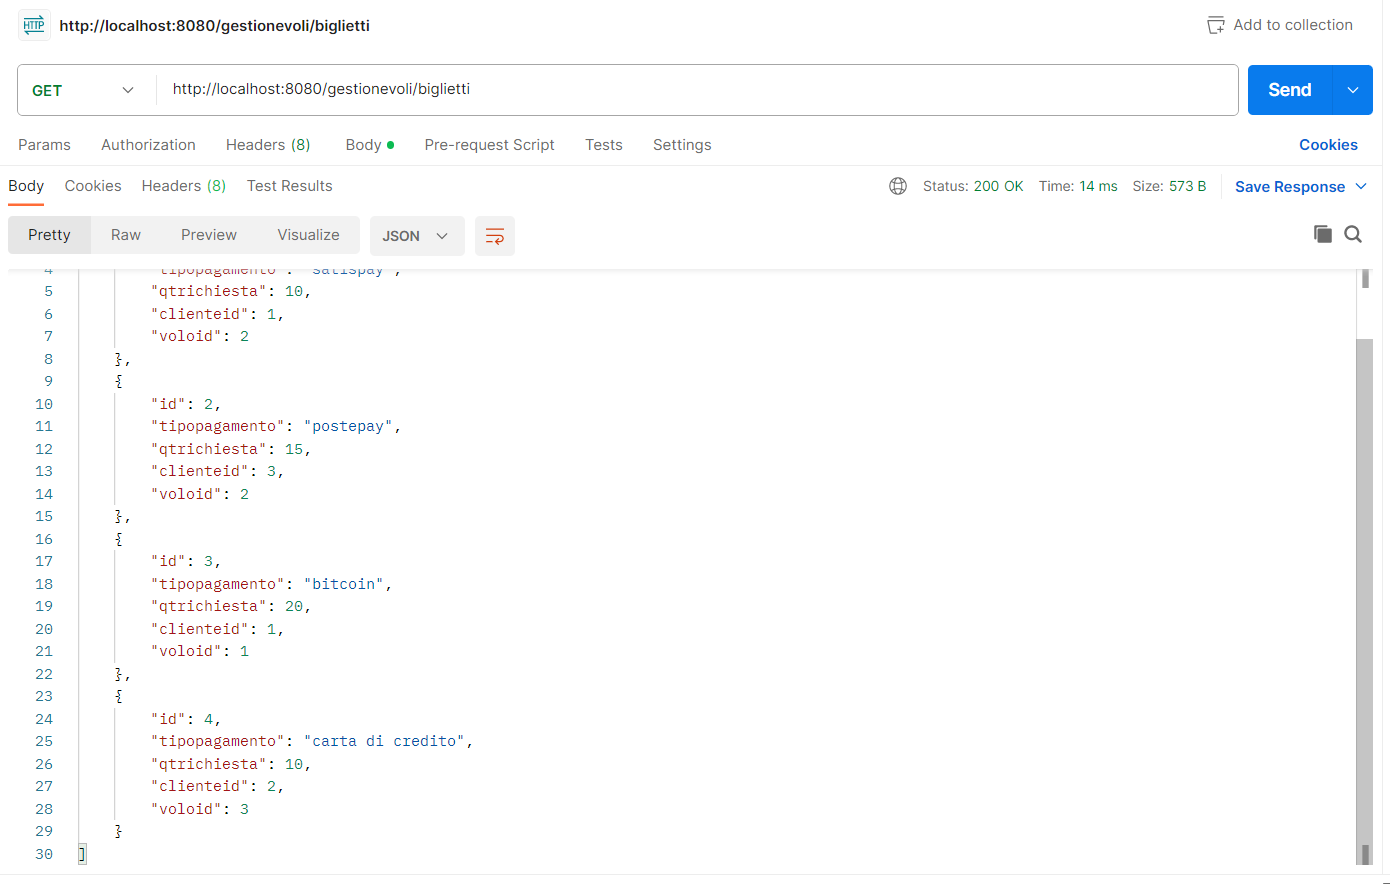 HTTP http://localhost:8080/gestionevoli/biglietti Add to collection
GET http://localhost:8080/gestionevoli/biglietti Send
Params Authorization Headers (8) Body Pre-request Script Tests Settings Cookies
Body Cookies Headers (8) Test Results Status: 200 OK Time: 14 ms Size: 573 B Save Response
Pretty Raw Preview Visualize JSON
4 "tipopagamento": "satispay",
5 "qtrichiesta": 10,
6 "clienteid": 1,
7 "voloid": 2
8 },
9 {
10 "id": 2,
11 "tipopagamento": "postepay",
12 "qtrichiesta": 15,
13 "clienteid": 3,
14 "voloid": 2
15 },
16 {
17 "id": 3,
18 "tipopagamento": "bitcoin",
19 "qtrichiesta": 20,
20 "clienteid": 1,
21 "voloid": 1
22 },
23 {
24 "id": 4,
25 "tipopagamento": "carta di credito",
26 "qtrichiesta": 10,
27 "clienteid": 2,
28 "voloid": 3
29 }
30 ]